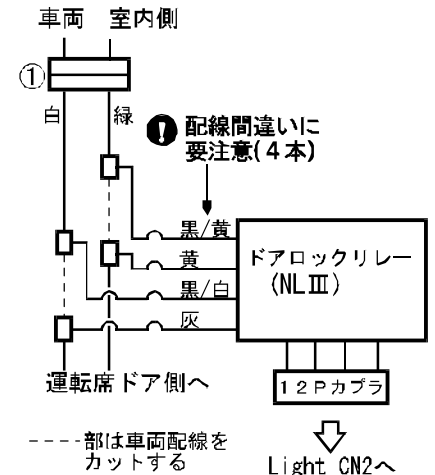 車両 室内側
①
白 緑
! 配線間違いに
要注意(4本)
黒/黄
黄
黒/白
灰
ドアロックリレー
(NLⅢ)
運転席ドア側へ
12Pカプラ
----部は車両配線を
カットする
Light CN2へ